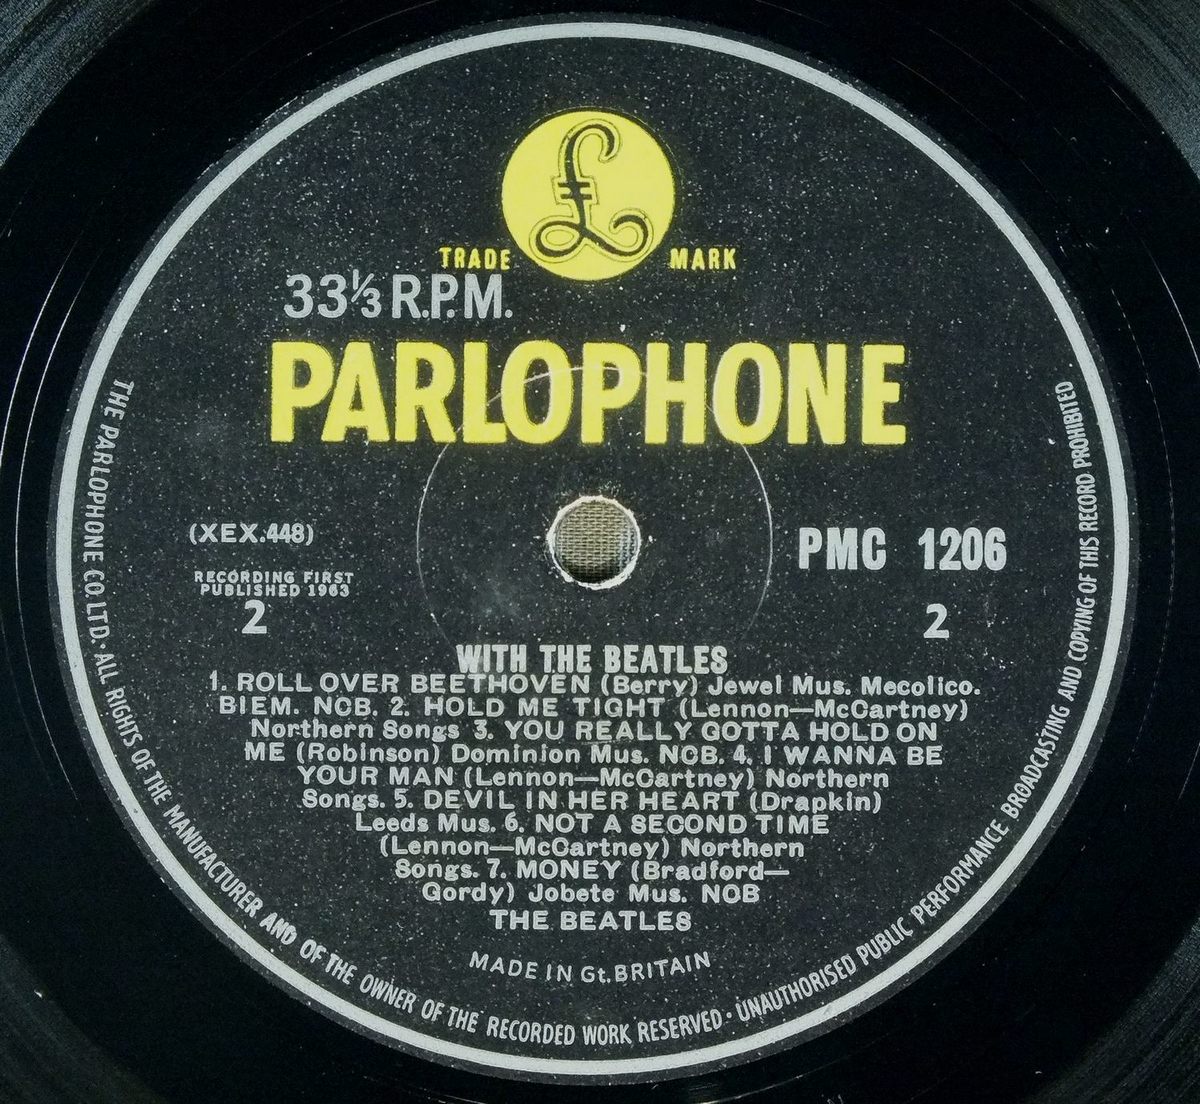 £
TRADE MARK
33⅓ R.P.M.
PARLOPHONE
(XEX.448)
PMC 1206
RECORDING FIRST
PUBLISHED 1963
2
2
WITH THE BEATLES
1. ROLL OVER BEETHOVEN (Berry) Jewel Mus. Mecolico.
BIEM. NCB. 2. HOLD ME TIGHT (Lennon—McCartney)
Northern Songs 3. YOU REALLY GOTTA HOLD ON
ME (Robinson) Dominion Mus. NCB. 4. I WANNA BE
YOUR MAN (Lennon—McCartney) Northern
Songs. 5. DEVIL IN HER HEART (Drapkin)
Leeds Mus. 6. NOT A SECOND TIME
(Lennon—McCartney) Northern
Songs. 7. MONEY (Bradford—
Gordy) Jobete Mus. NCB
THE BEATLES
MADE IN Gt. BRITAIN
THE PARLOPHONE CO. LTD. · ALL RIGHTS OF THE MANUFACTURER AND OF THE OWNER OF THE RECORDED WORK RESERVED · UNAUTHORISED PUBLIC PERFORMANCE BROADCASTING AND COPYING OF THIS RECORD PROHIBITED